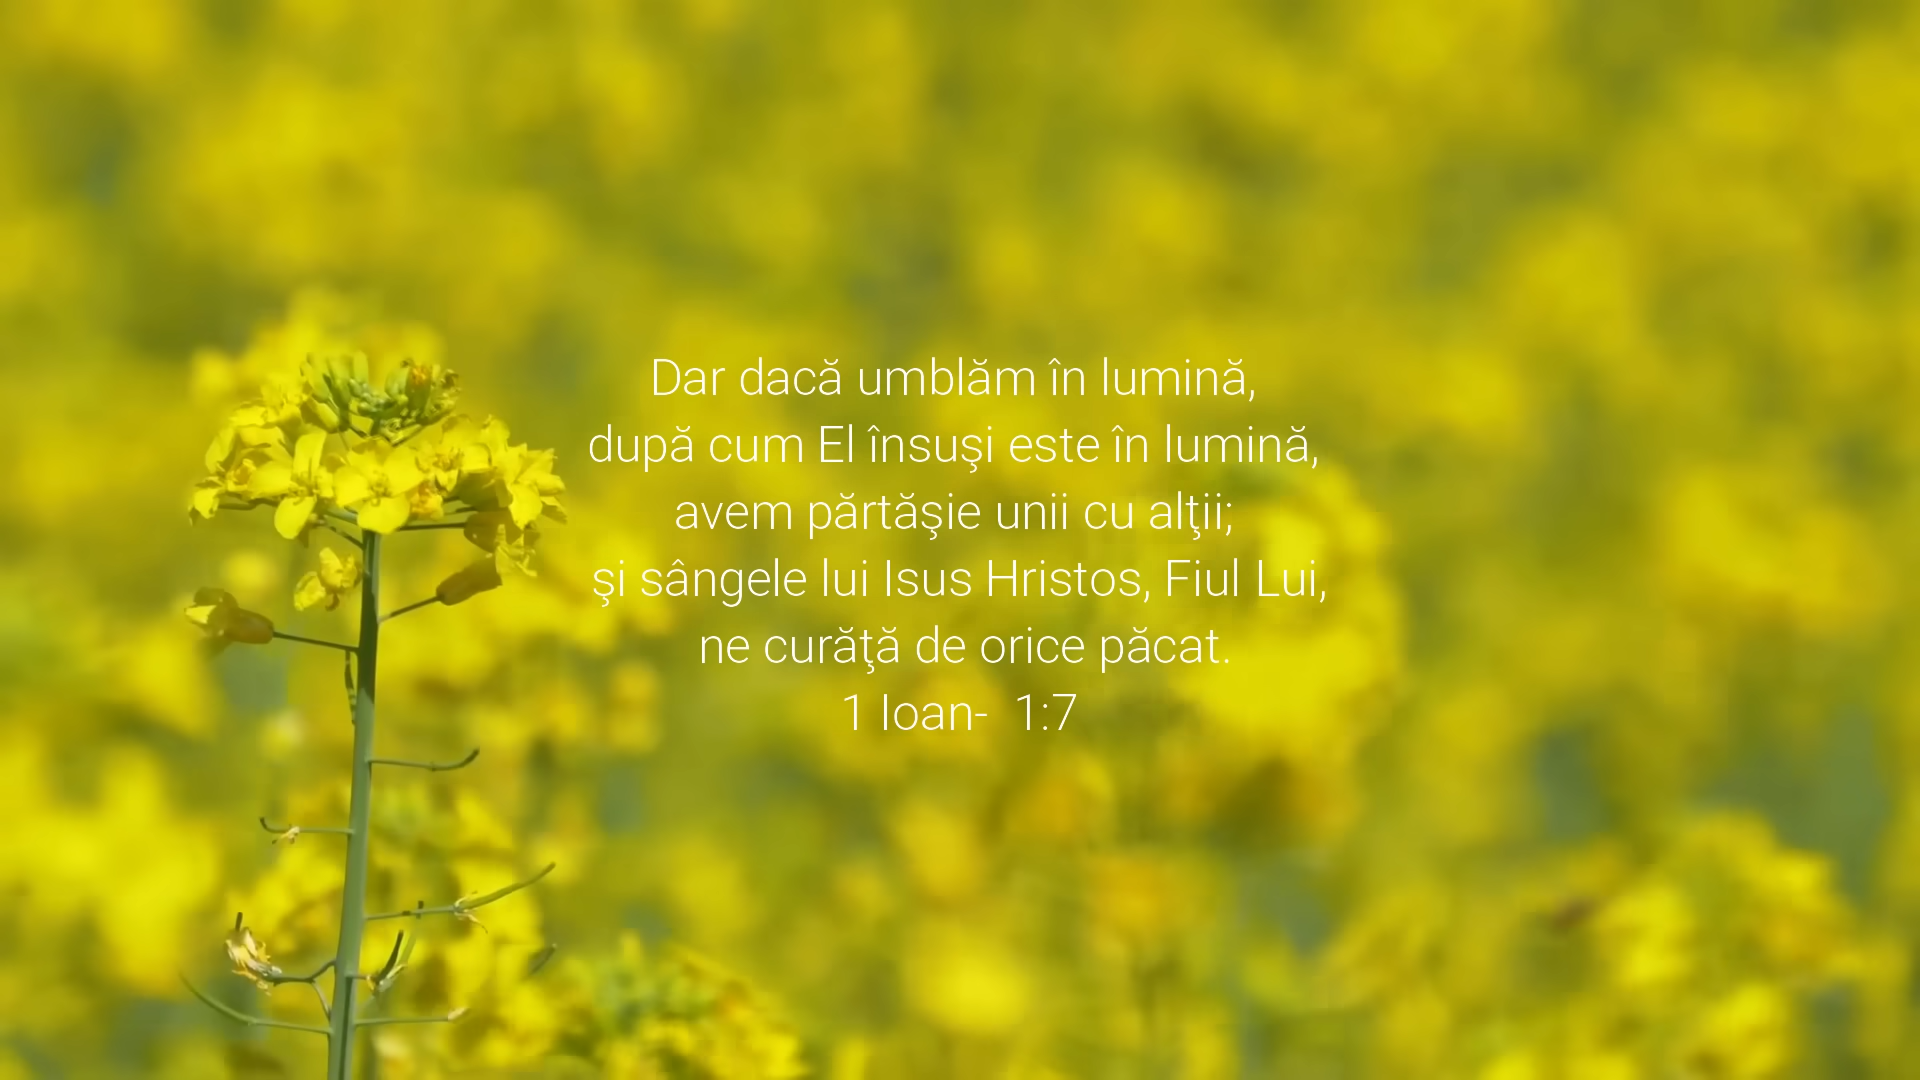 Dar dacă umblăm în lumină,
după cum El însuşi este în lumină,
avem părtăşie unii cu alţii;
şi sângele lui Isus Hristos, Fiul Lui,
ne curăţă de orice păcat.
1 Ioan-  1:7